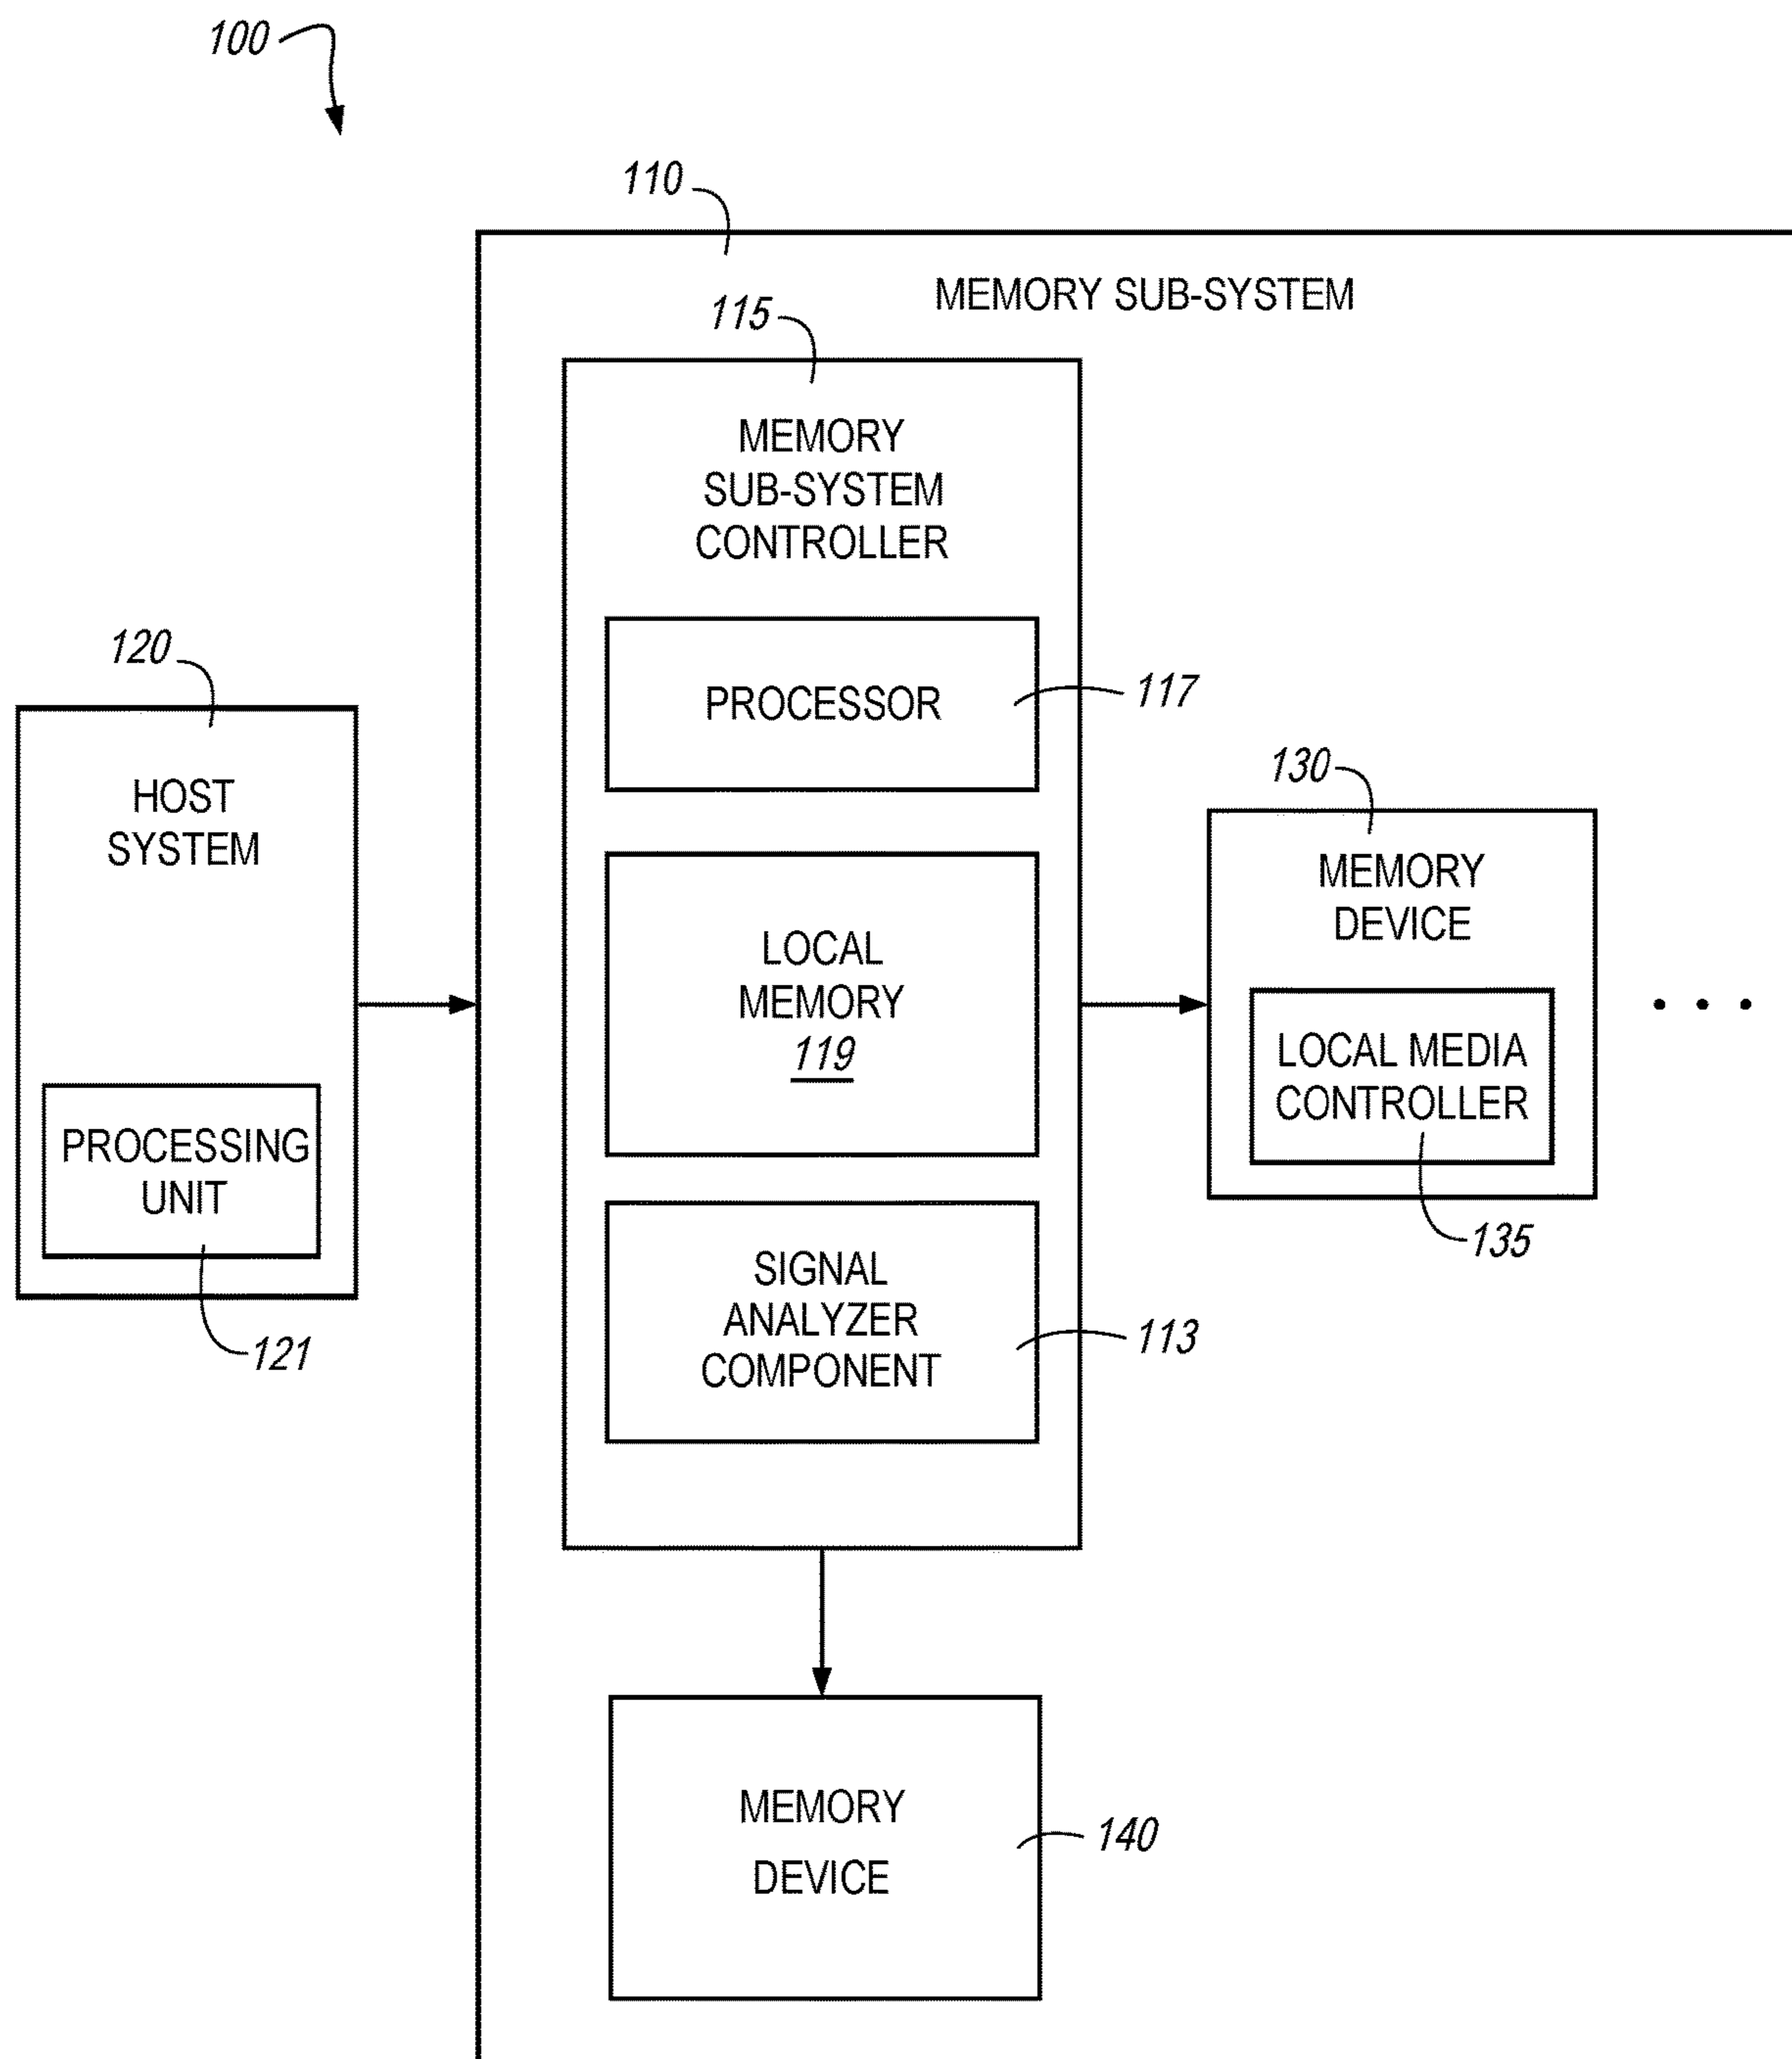 100
110
MEMORY SUB-SYSTEM
115
MEMORY
SUB-SYSTEM
CONTROLLER
PROCESSOR
117
LOCAL
MEMORY
119
SIGNAL
ANALYZER
COMPONENT
113
120
HOST
SYSTEM
PROCESSING
UNIT
121
130
MEMORY
DEVICE
LOCAL MEDIA
CONTROLLER
135
• • •
MEMORY
DEVICE
140